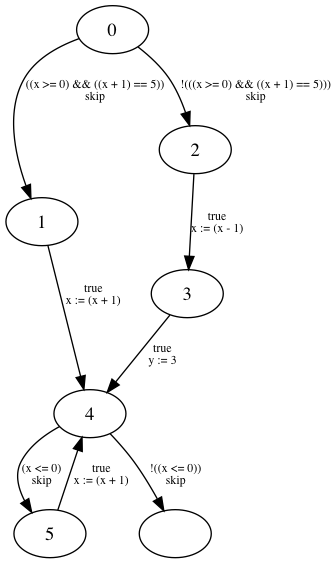 0
((x >= 0) && ((x + 1) == 5))
skip
!(((x >= 0) && ((x + 1) == 5)))
skip
2
1
true
x := (x - 1)
true
x := (x + 1)
3
true
y := 3
4
(x <= 0)
skip
true
x := (x + 1)
!((x <= 0))
skip
5